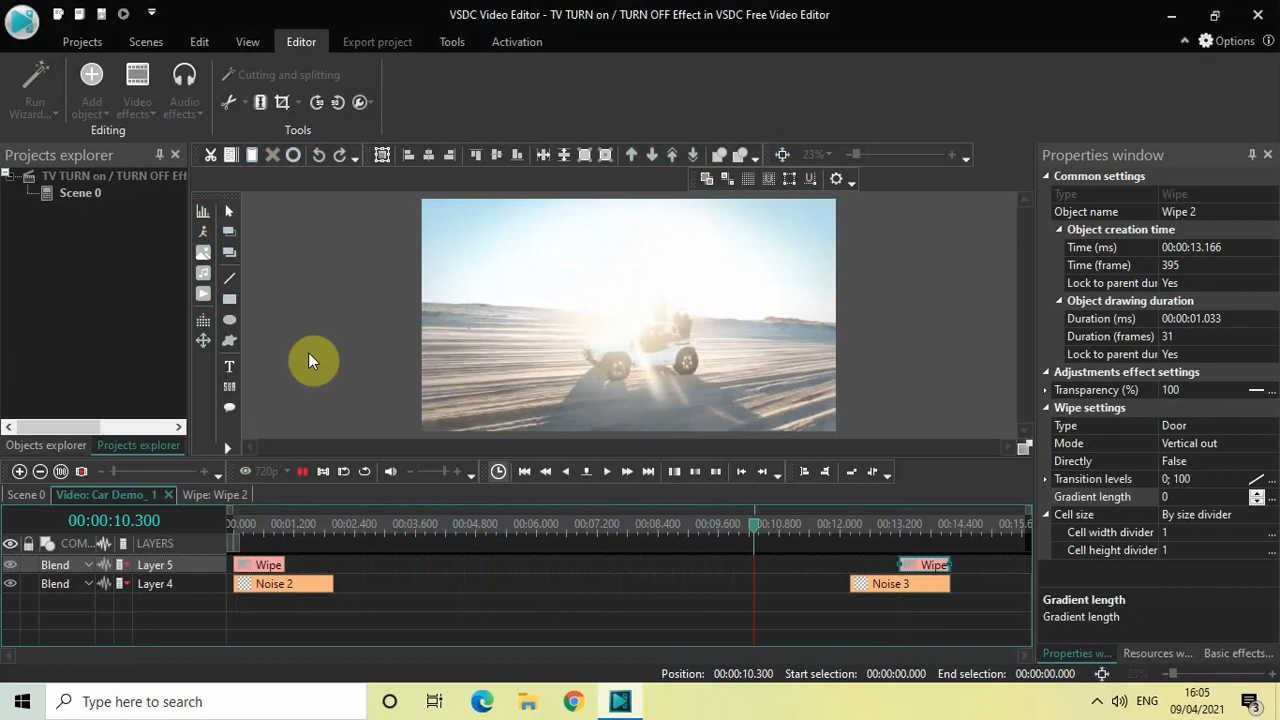 VSDC Video Editor - TV TURN on / TURN OFF Effect in VSDC Free Video Editor
Projects
Scenes
Edit
View
Editor
Export project
Tools
Activation
Options
Run
Wizard...
Add
object
Video
effects
Audio
effects
Editing
Cutting and splitting
Tools
Projects explorer
TV TURN on / TURN OFF Eff
Scene 0
23%
Objects explorer
Projects explorer
Properties window
Common settings
Type Wipe
Object name Wipe 2
Object creation time
Time (ms) 00:00:13.166
Time (frame) 395
Lock to parent dur Yes
Object drawing duration
Duration (ms) 00:00:01.033
Duration (frames) 31
Lock to parent dur Yes
Adjustments effect settings
Transparency (%) 100 ...
Wipe settings
Type Door
Mode Vertical out
Directly False
Transition levels 0; 100 ...
Gradient length 0
Cell size By size divider
Cell width divider 1
Cell height divider 1
Gradient length
Gradient length
Properties w...
Resources w...
Basic effects...
720p
Scene 0
Video: Car Demo_ 1
Wipe: Wipe 2
00:00:10.300
0.000 00:01.200 00:02.400 00:03.600 00:04.800 00:06.000 00:07.200 00:08.400 00:09.600 00:10.800 00:12.000 00:13.200 00:14.400 00:15.6
COM...
LAYERS
Blend
Layer 5
Wipe
Wipe
Blend
Layer 4
Noise 2
Noise 3
Position: 00:00:10.300
Start selection: 00:00:00.000
End selection: 00:00:00.000
23%
Type here to search
ENG
16:05
09/04/2021
3